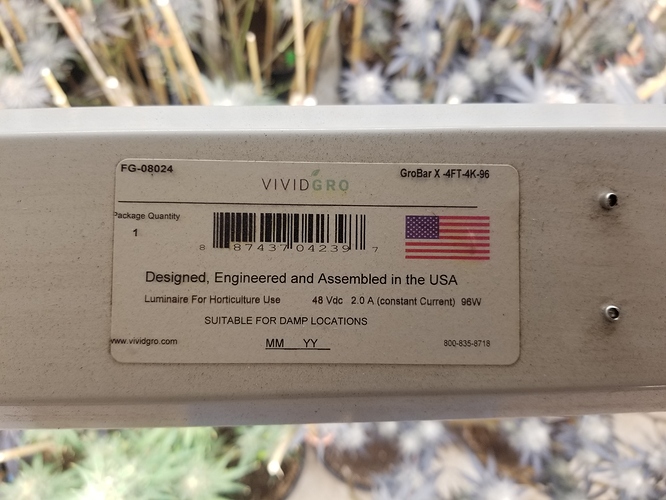 FG-08024
VIVIDGRO
GroBar X -4FT-4K-96
Package Quantity
1
8 87437 04239 7
Designed, Engineered and Assembled in the USA
Luminaire For Horticulture Use 48 Vdc 2.0 A (constant Current) 96W
SUITABLE FOR DAMP LOCATIONS
www.vividgro.com
MM__ YY__
800-835-8718